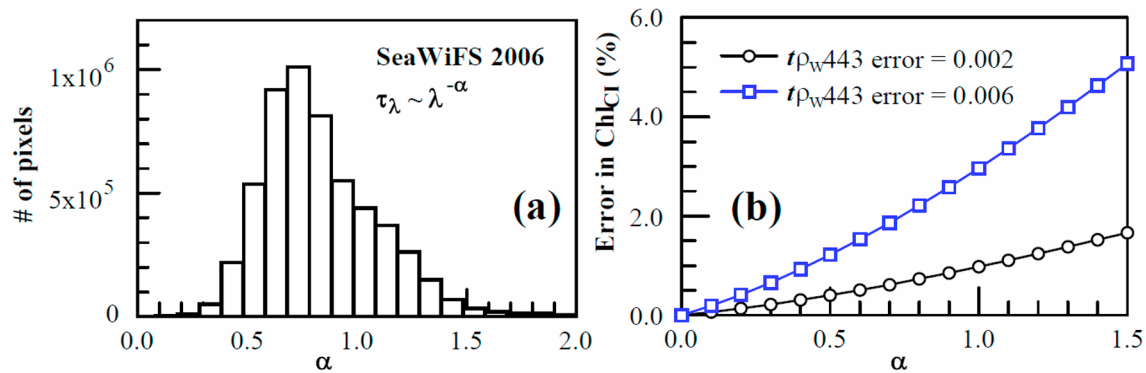 SeaWiFS 2006
τλ ~ λ^-α
# of pixels
1x10^6
5x10^5
0
0.0 0.5 1.0 1.5 2.0
α
(a)
Error in Chl_CI (%)
6.0
4.0
2.0
0.0
tρW443 error = 0.002
tρW443 error = 0.006
(b)
0.0 0.5 1.0 1.5
α